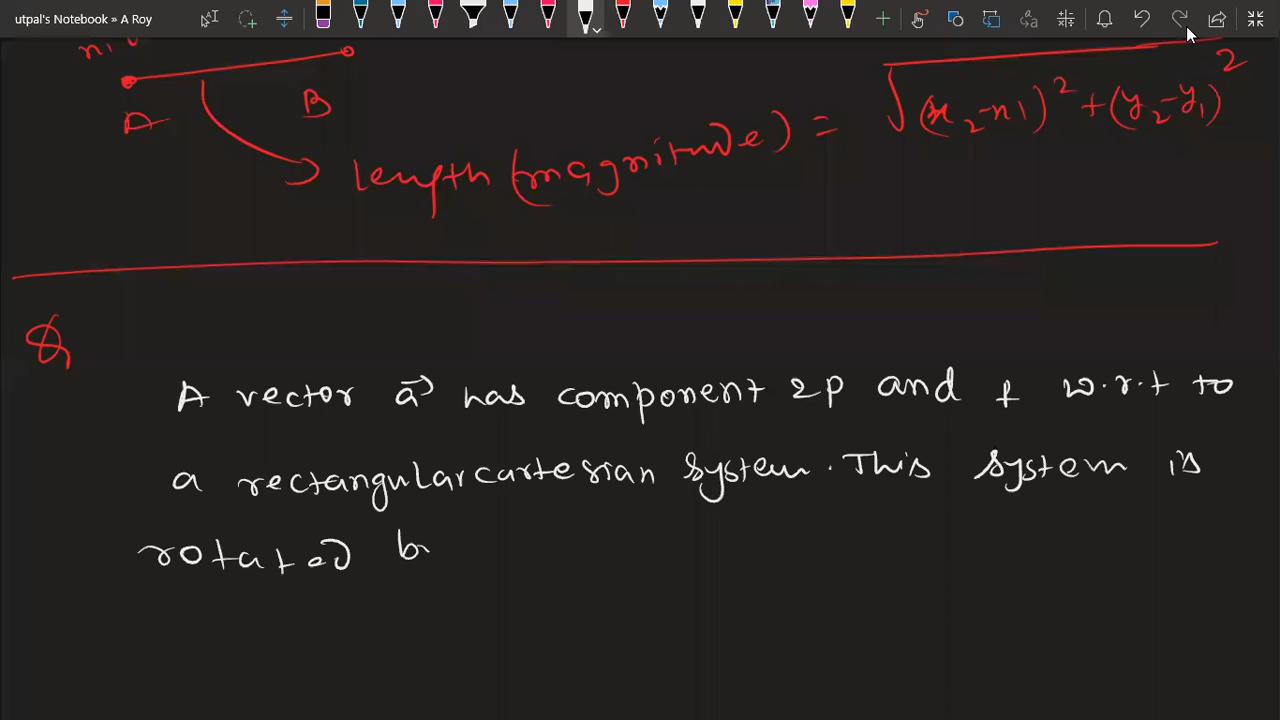 utpal's Notebook » A Roy
A
B
length (magnitude) = √(x2-x1)^2+(y2-y1)^2
Q
A vector a⃗ has component 2p and 1 w.r.t to
a rectangular cartesian system. This system is
rotated b